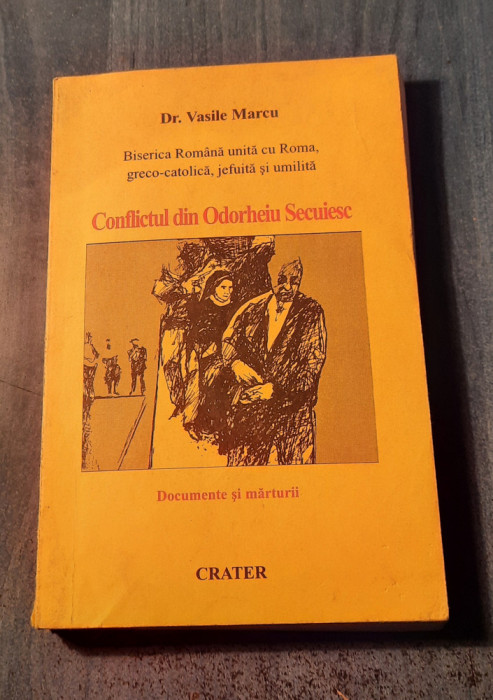 Dr. Vasile Marcu
Biserica Română unită cu Roma,
greco-catolică, jefuită și umilită
Conflictul din Odorheiu Secuiesc
Documente și mărturii
CRATER